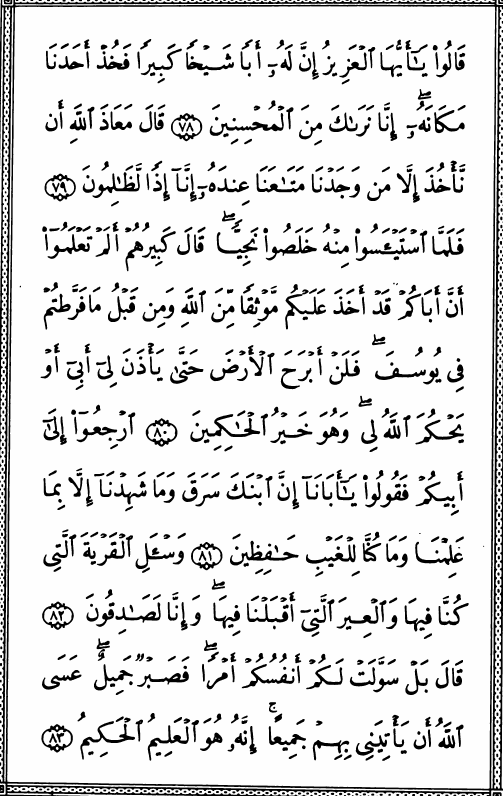 قَالُوا۟ يَـٰٓأَيُّهَا ٱلْعَزِيزُ إِنَّ لَهُۥٓ أَبًا شَيْخًا كَبِيرًا فَخُذْ أَحَدَنَا
مَكَانَهُۥٓۖ إِنَّا نَرَىٰكَ مِنَ ٱلْمُحْسِنِينَ ٧٨ قَالَ مَعَاذَ ٱللَّهِ أَن
نَّأْخُذَ إِلَّا مَن وَجَدْنَا مَتَـٰعَنَا عِندَهُۥٓ إِنَّآ إِذًا لَّظَـٰلِمُونَ ٧٩
فَلَمَّا ٱسْتَيْـَٔسُوا۟ مِنْهُ خَلَصُوا۟ نَجِيًّاۖ قَالَ كَبِيرُهُمْ أَلَمْ تَعْلَمُوٓا۟
أَنَّ أَبَاكُمْ قَدْ أَخَذَ عَلَيْكُم مَّوْثِقًا مِّنَ ٱللَّهِ وَمِن قَبْلُ مَا فَرَّطتُمْ
فِى يُوسُفَۖ فَلَنْ أَبْرَحَ ٱلْأَرْضَ حَتَّىٰ يَأْذَنَ لِىٓ أَبِىٓ أَوْ
يَحْكُمَ ٱللَّهُ لِىۖ وَهُوَ خَيْرُ ٱلْحَـٰكِمِينَ ٨٠ ٱرْجِعُوٓا۟ إِلَىٰٓ
أَبِيكُمْ فَقُولُوا۟ يَـٰٓأَبَانَآ إِنَّ ٱبْنَكَ سَرَقَ وَمَا شَهِدْنَآ إِلَّا بِمَا
عَلِمْنَا وَمَا كُنَّا لِلْغَيْبِ حَـٰفِظِينَ ٨١ وَسْـَٔلِ ٱلْقَرْيَةَ ٱلَّتِى
كُنَّا فِيهَا وَٱلْعِيرَ ٱلَّتِىٓ أَقْبَلْنَا فِيهَاۖ وَإِنَّا لَصَـٰدِقُونَ ٨٢
قَالَ بَلْ سَوَّلَتْ لَكُمْ أَنفُسُكُمْ أَمْرًاۖ فَصَبْرٌ جَمِيلٌۖ عَسَى
ٱللَّهُ أَن يَأْتِيَنِى بِهِمْ جَمِيعًاۚ إِنَّهُۥ هُوَ ٱلْعَلِيمُ ٱلْحَكِيمُ ٨٣